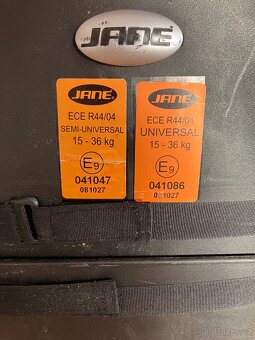 JANE
JANE
ECE R44/04
SEMI-UNIVERSAL
15 - 36 kg
E9
041047
081027
JANE
ECE R44/04
UNIVERSAL
15 - 36 kg
E9
041086
081027